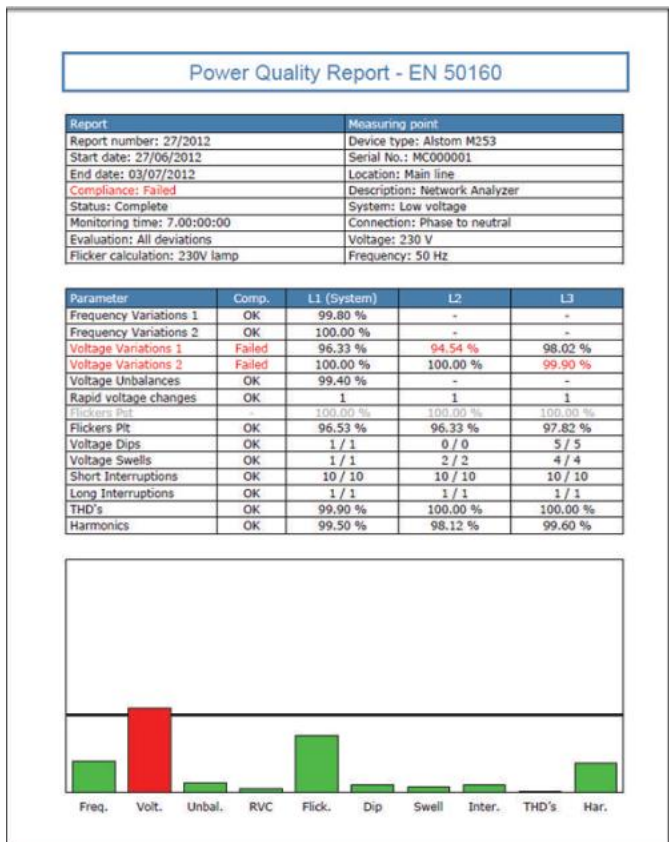 Power Quality Report - EN 50160
Report Measuring point
Report number: 27/2012 Device type: Alstom M253
Start date: 27/06/2012 Serial No.: MC000001
End date: 03/07/2012 Location: Main line
Compliance: Failed Description: Network Analyzer
Status: Complete System: Low voltage
Monitoring time: 7.00:00:00 Connection: Phase to neutral
Evaluation: All deviations Voltage: 230 V
Flicker calculation: 230V lamp Frequency: 50 Hz
Parameter Comp. L1 (System) L2 L3
Frequency Variations 1 OK 99.80 % - -
Frequency Variations 2 OK 100.00 % - -
Voltage Variations 1 Failed 96.33 % 94.54 % 98.02 %
Voltage Variations 2 Failed 100.00 % 100.00 % 99.90 %
Voltage Unbalances OK 99.40 % - -
Rapid voltage changes OK 1 1 1
Flickers Pst - 100.00 % 100.00 % 100.00 %
Flickers Plt OK 96.53 % 96.33 % 97.82 %
Voltage Dips OK 1 / 1 0 / 0 5 / 5
Voltage Swells OK 1 / 1 2 / 2 4 / 4
Short Interruptions OK 10 / 10 10 / 10 10 / 10
Long Interruptions OK 1 / 1 1 / 1 1 / 1
THD's OK 99.90 % 100.00 % 100.00 %
Harmonics OK 99.50 % 98.12 % 99.60 %
Freq. Volt. Unbal. RVC Flick. Dip Swell Inter. THD's Har.